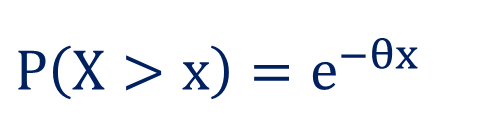 P(X > x) = e^{−θx}